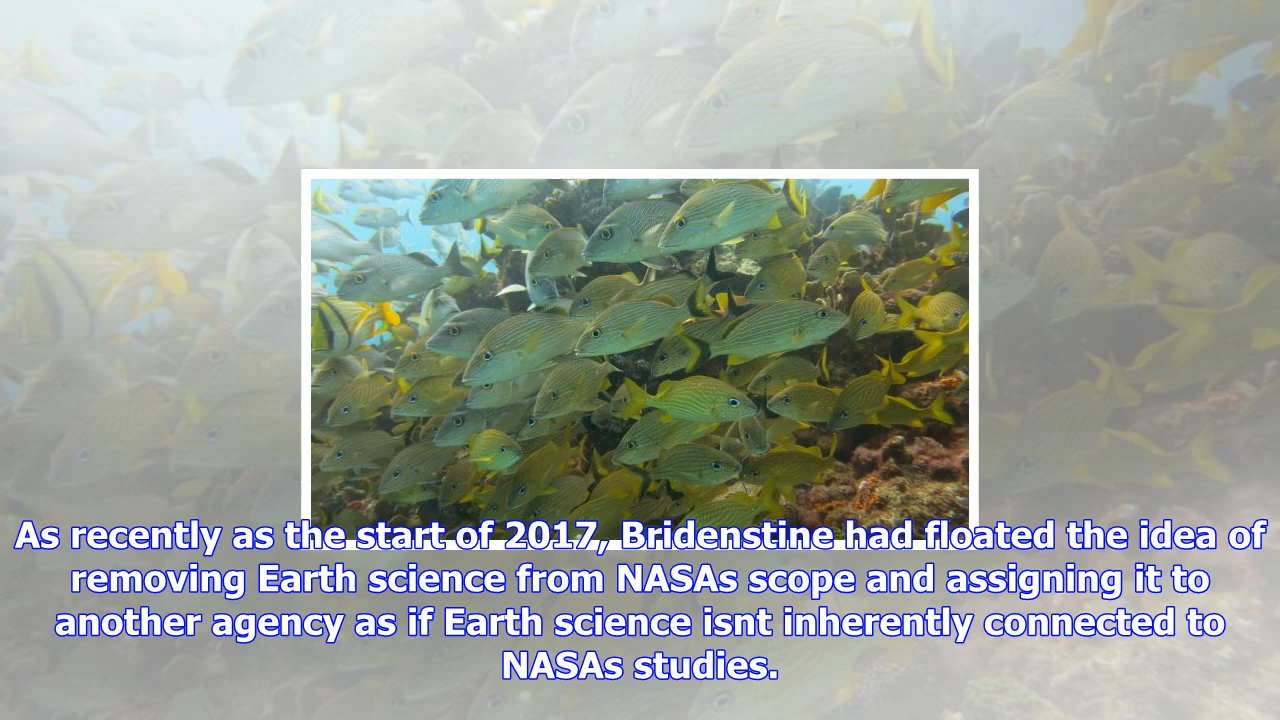 As recently as the start of 2017, Bridenstine had floated the idea of
removing Earth science from NASAs scope and assigning it to
another agency as if Earth science isnt inherently connected to
NASAs studies.